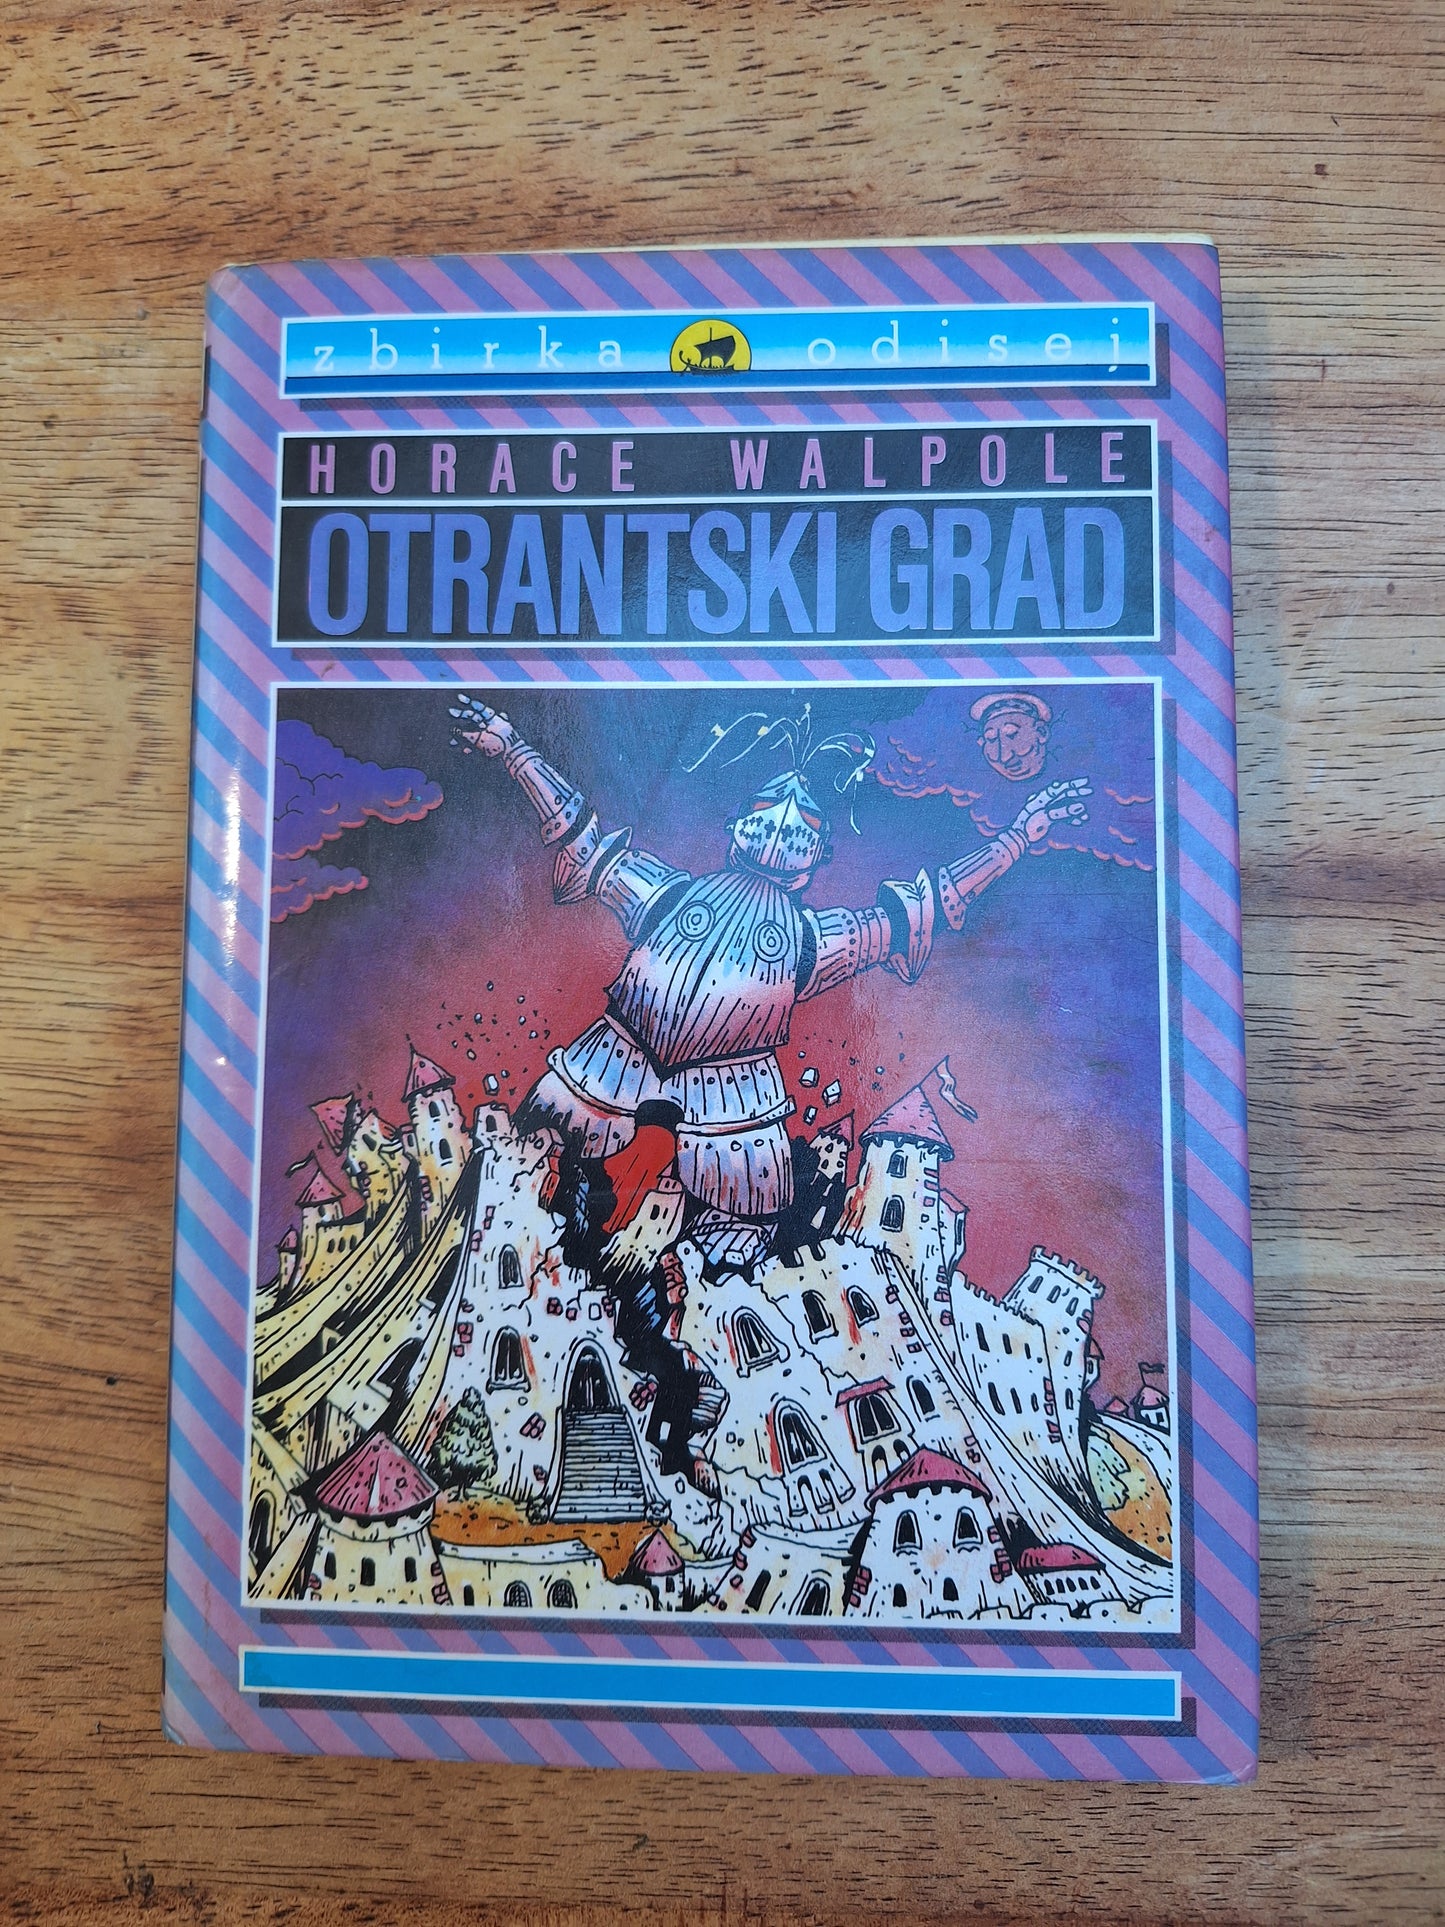 zbirka odisej
HORACE WALPOLE
OTRANTSKI GRAD